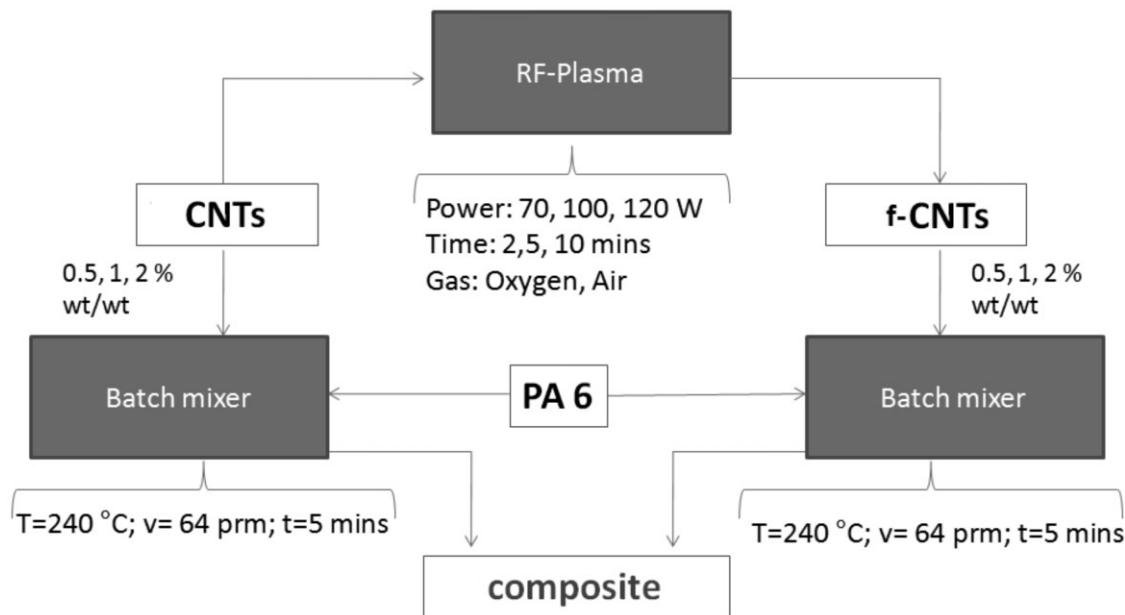 RF-Plasma
CNTs
Power: 70, 100, 120 W
Time: 2,5, 10 mins
Gas: Oxygen, Air
f-CNTs
0.5, 1, 2 %
wt/wt
0.5, 1, 2 %
wt/wt
Batch mixer
PA 6
Batch mixer
T=240 °C; v= 64 prm; t=5 mins
T=240 °C; v= 64 prm; t=5 mins
composite